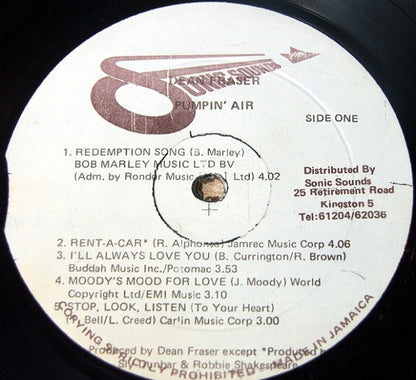 SONIC SOUNDS
DEAN FRASER
PUMPIN' AIR
SIDE ONE
1. REDEMPTION SONG (B. Marley)
BOB MARLEY MUSIC LTD BV
(Adm. by Rondor Music Ltd) 4.02
Distributed By
Sonic Sounds
25 Retirement Road
Kingston 5
Tel:61204/62036
2. RENT-A-CAR* (R. Alphonso) Jamrec Music Corp 4.06
3. I'LL ALWAYS LOVE YOU (B. Currington/R. Brown)
Buddah Music Inc./Potomac 3.53
4. MOODY'S MOOD FOR LOVE (J. Moody) World
Copyright Ltd/EMI Music 3.10
5. STOP, LOOK, LISTEN (To Your Heart)
Bell/L. Creed) Carlin Music Corp 3.00
Produced by Dean Fraser except *Produced b
Sly Dunbar & Robbie Shakespeare
COPYING STRICTLY PROHIBITED - MADE IN JAMAICA